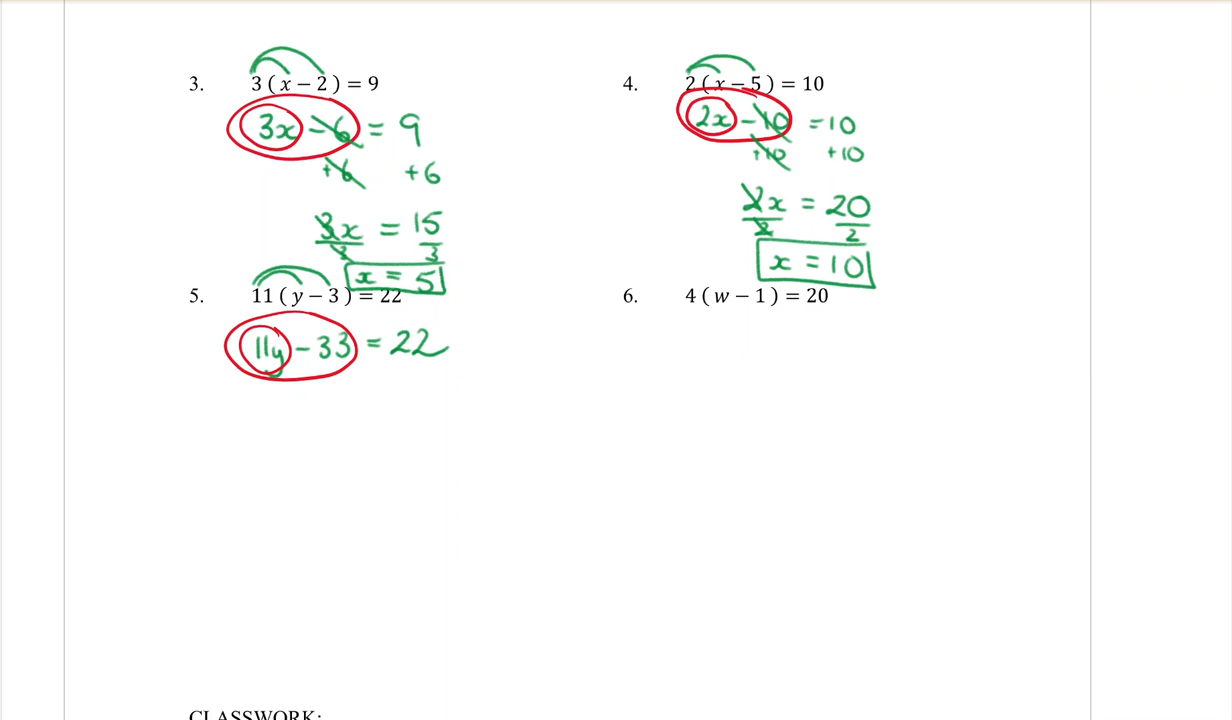 3. 3 ( x − 2 ) = 9
3x − 6 = 9
+6 +6
3x = 15
3 3
x = 5
4. 2 ( x − 5 ) = 10
2x − 10 = 10
+10 +10
2x = 20
2 2
x = 10
5. 11 ( y − 3 ) = 22
11y − 33 = 22
6. 4 ( w − 1 ) = 20
CLASSWORK: